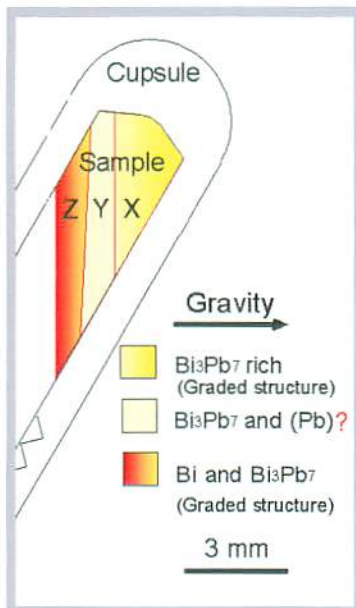 Cupsule
Sample
Z Y X
Gravity
Bi3Pb7 rich
(Graded structure)
Bi3Pb7 and (Pb)?
Bi and Bi3Pb7
(Graded structure)
3 mm